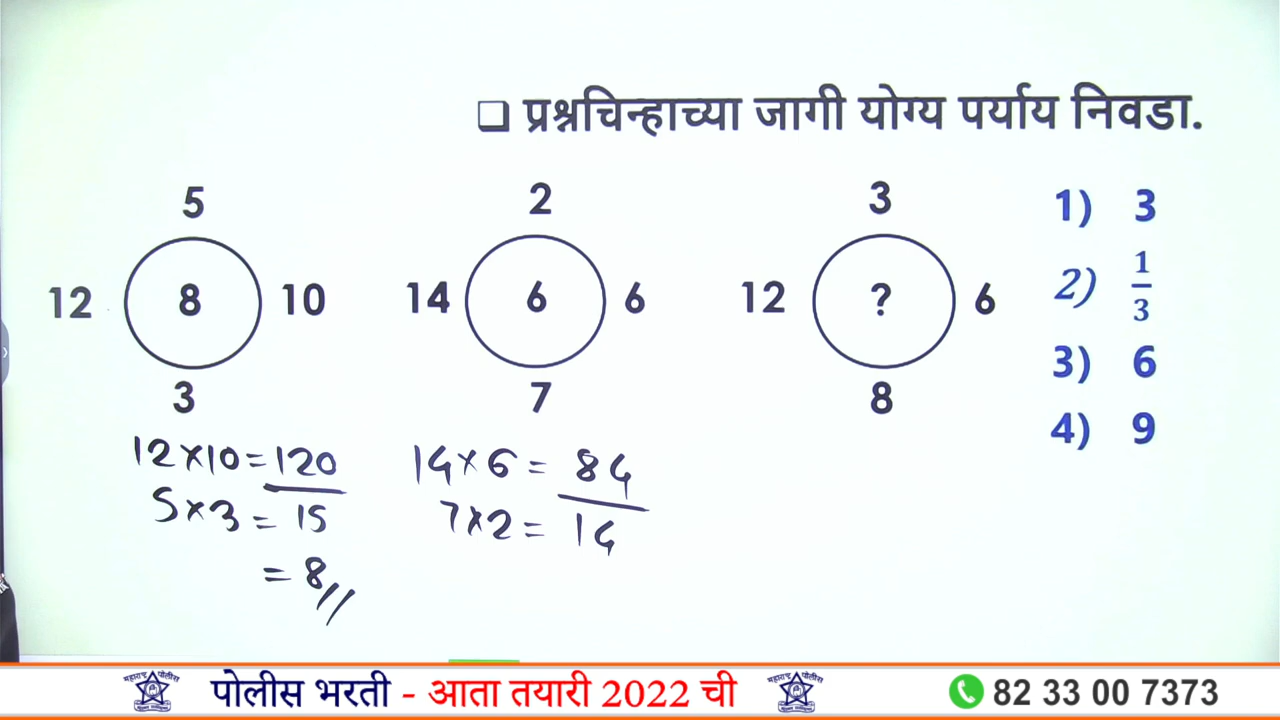 ❑ प्रश्नचिन्हाच्या जागी योग्य पर्याय निवडा.
5
12 8 10
3
2
14 6 6
7
3
12 ? 6
8
1) 3
2) 1/3
3) 6
4) 9
12×10=120
5×3=15
=8//
14×6=84
7×2=14
पोलीस भरती - आता तयारी 2022 ची
82 33 00 7373